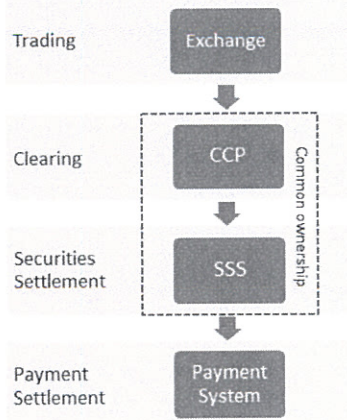 Trading
Exchange
Clearing
CCP
Common ownership
Securities
Settlement
SSS
Payment
Settlement
Payment
System